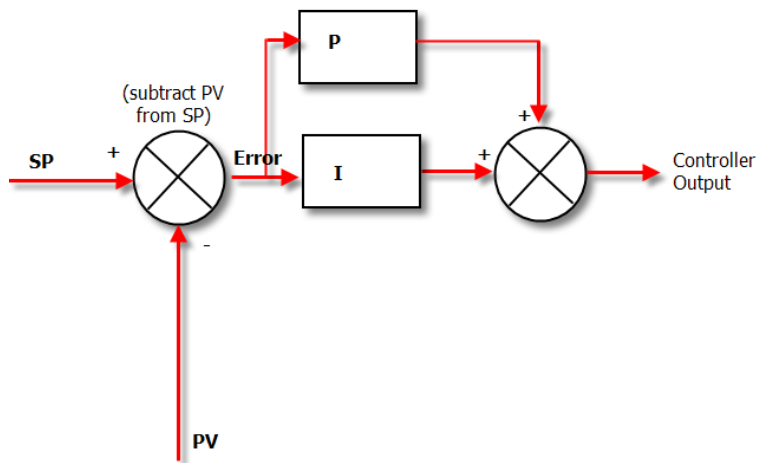 P
(subtract PV
from SP)
+
+
SP
Error
+
I
Controller
Output
-
PV